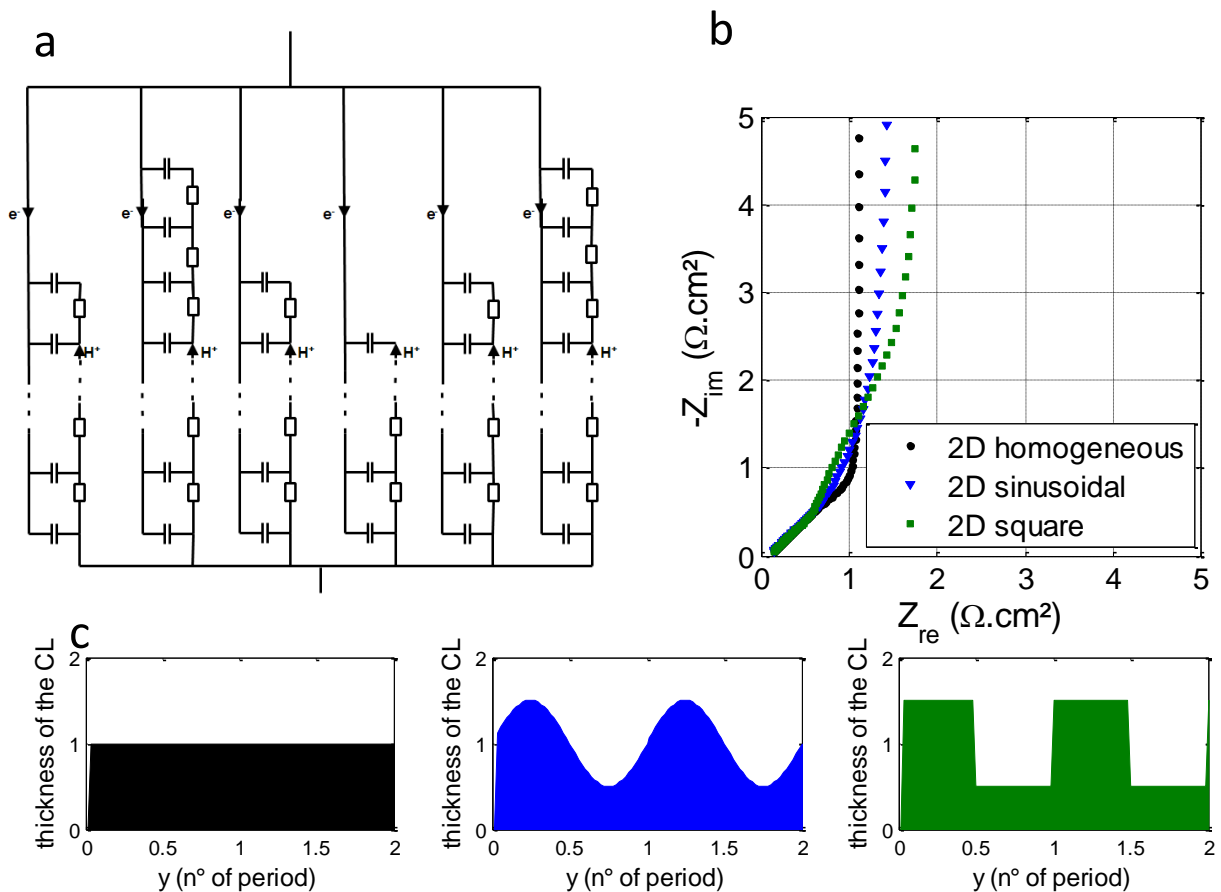 a
e-
e-
e-
e-
e-
e-
H+
H+
H+
H+
H+
H+
b
5
4
3
2
1
0
-Z_im (Ω.cm²)
2D homogeneous
2D sinusoidal
2D square
0 1 2 3 4 5
Z_re (Ω.cm²)
c
2
1
0
thickness of the CL
0 0.5 1 1.5 2
y (n° of period)
2
1
0
thickness of the CL
0 0.5 1 1.5 2
y (n° of period)
2
1
0
thickness of the CL
0 0.5 1 1.5 2
y (n° of period)